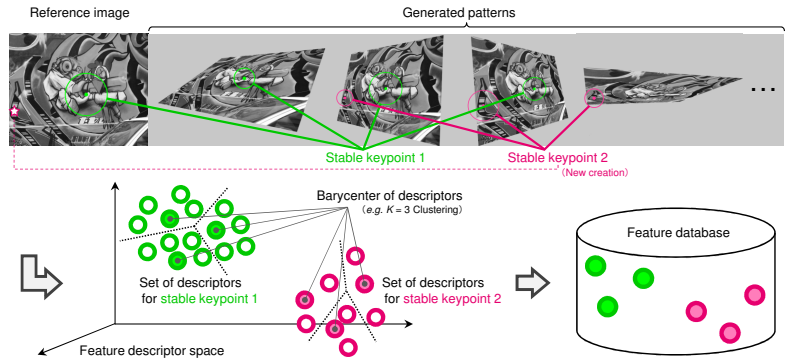 Reference image
Generated patterns
...
Stable keypoint 1
Stable keypoint 2
(New creation)
Barycenter of descriptors
(e.g. K = 3 Clustering)
Set of descriptors
for stable keypoint 1
Set of descriptors
for stable keypoint 2
Feature descriptor space
Feature database